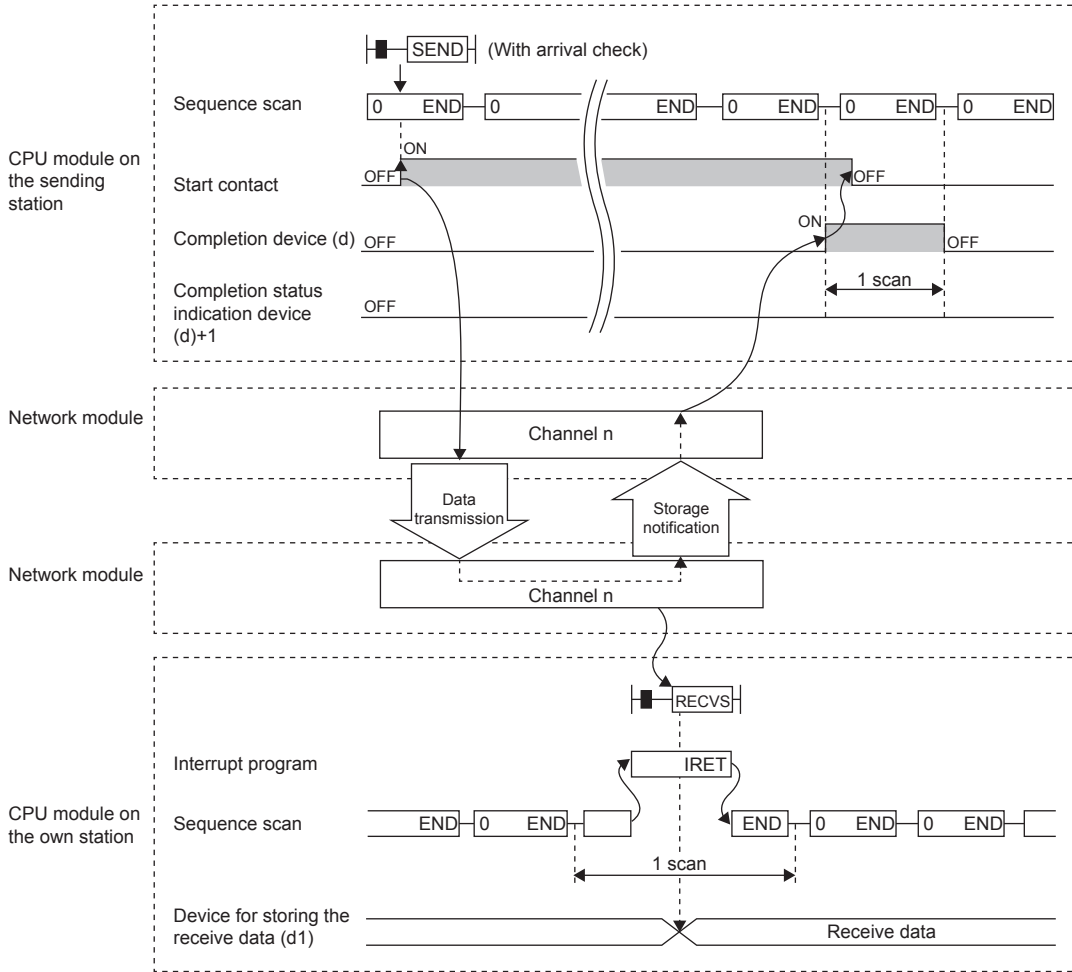 SEND (With arrival check)
Sequence scan
0 END 0 END 0 END 0 END 0 END
CPU module on
the sending
station
ON
Start contact
OFF OFF
ON
Completion device (d)
OFF OFF
1 scan
Completion status
indication device
(d)+1
OFF
Network module
Channel n
Data
transmission
Storage
notification
Network module
Channel n
RECVS
Interrupt program
IRET
CPU module on
the own station
Sequence scan
END 0 END END 0 END 0 END
1 scan
Device for storing the
receive data (d1)
Receive data